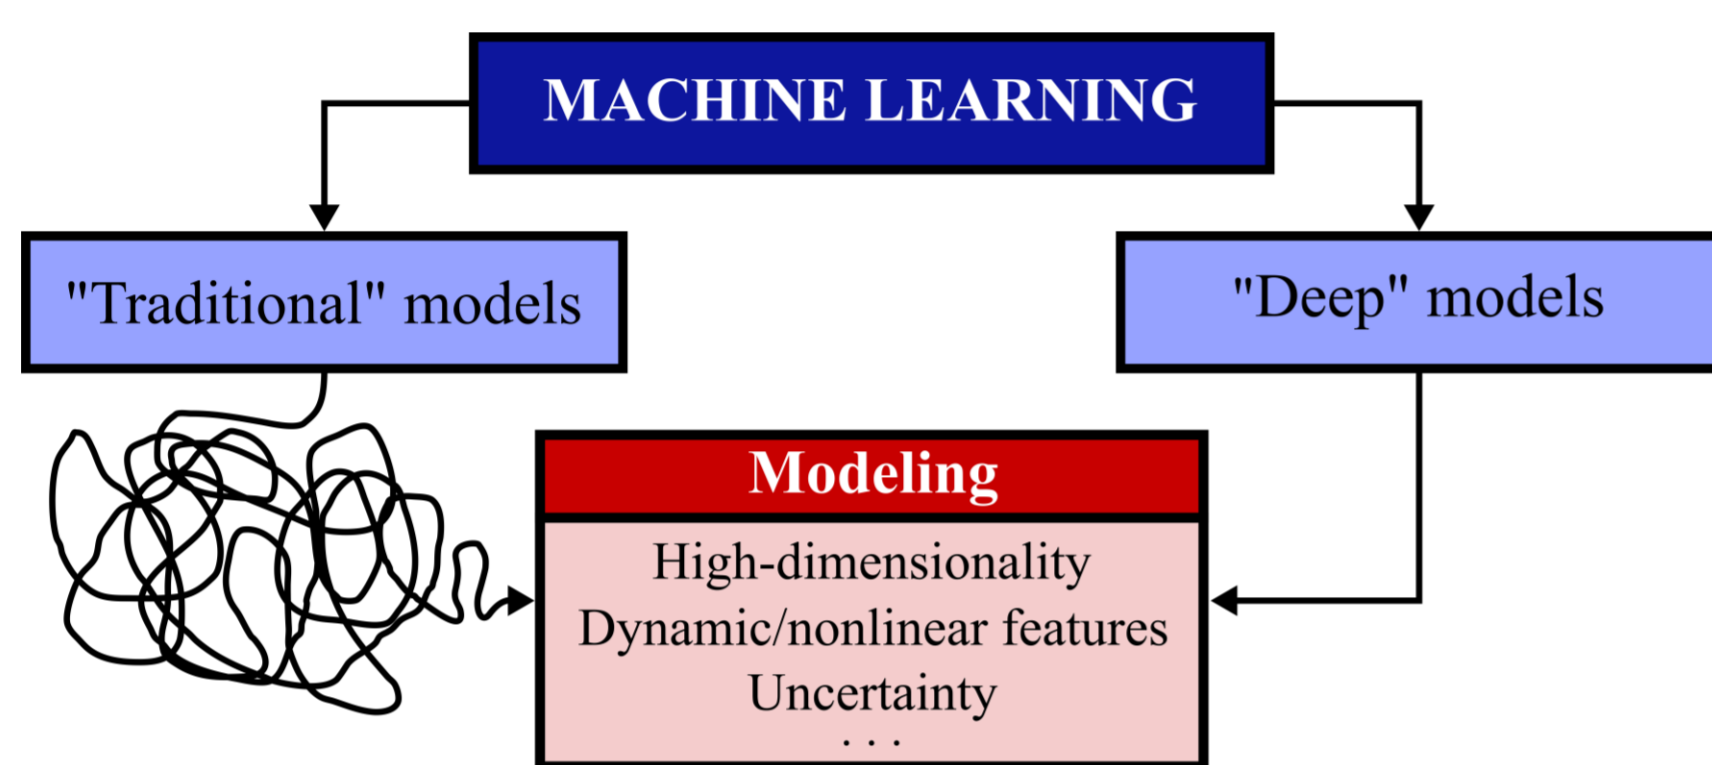 MACHINE LEARNING
"Traditional" models
"Deep" models
Modeling
High-dimensionality
Dynamic/nonlinear features
Uncertainty
. . .